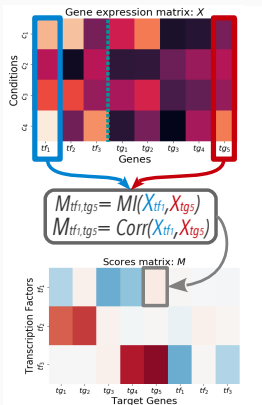 Gene expression matrix: X
Conditions
c1
c2
c3
c4
tf1 tf2 tf3 tg1 tg2 tg3 tg4 tg5
Genes
Mtf1,tg5= MI(Xtf1,Xtg5)
Mtf1,tg5= Corr(Xtf1,Xtg5)
Scores matrix: M
Transcription Factors
tf1
tf2
tf3
tg1 tg2 tg3 tg4 tg5 tf1 tf2 tf3
Target Genes